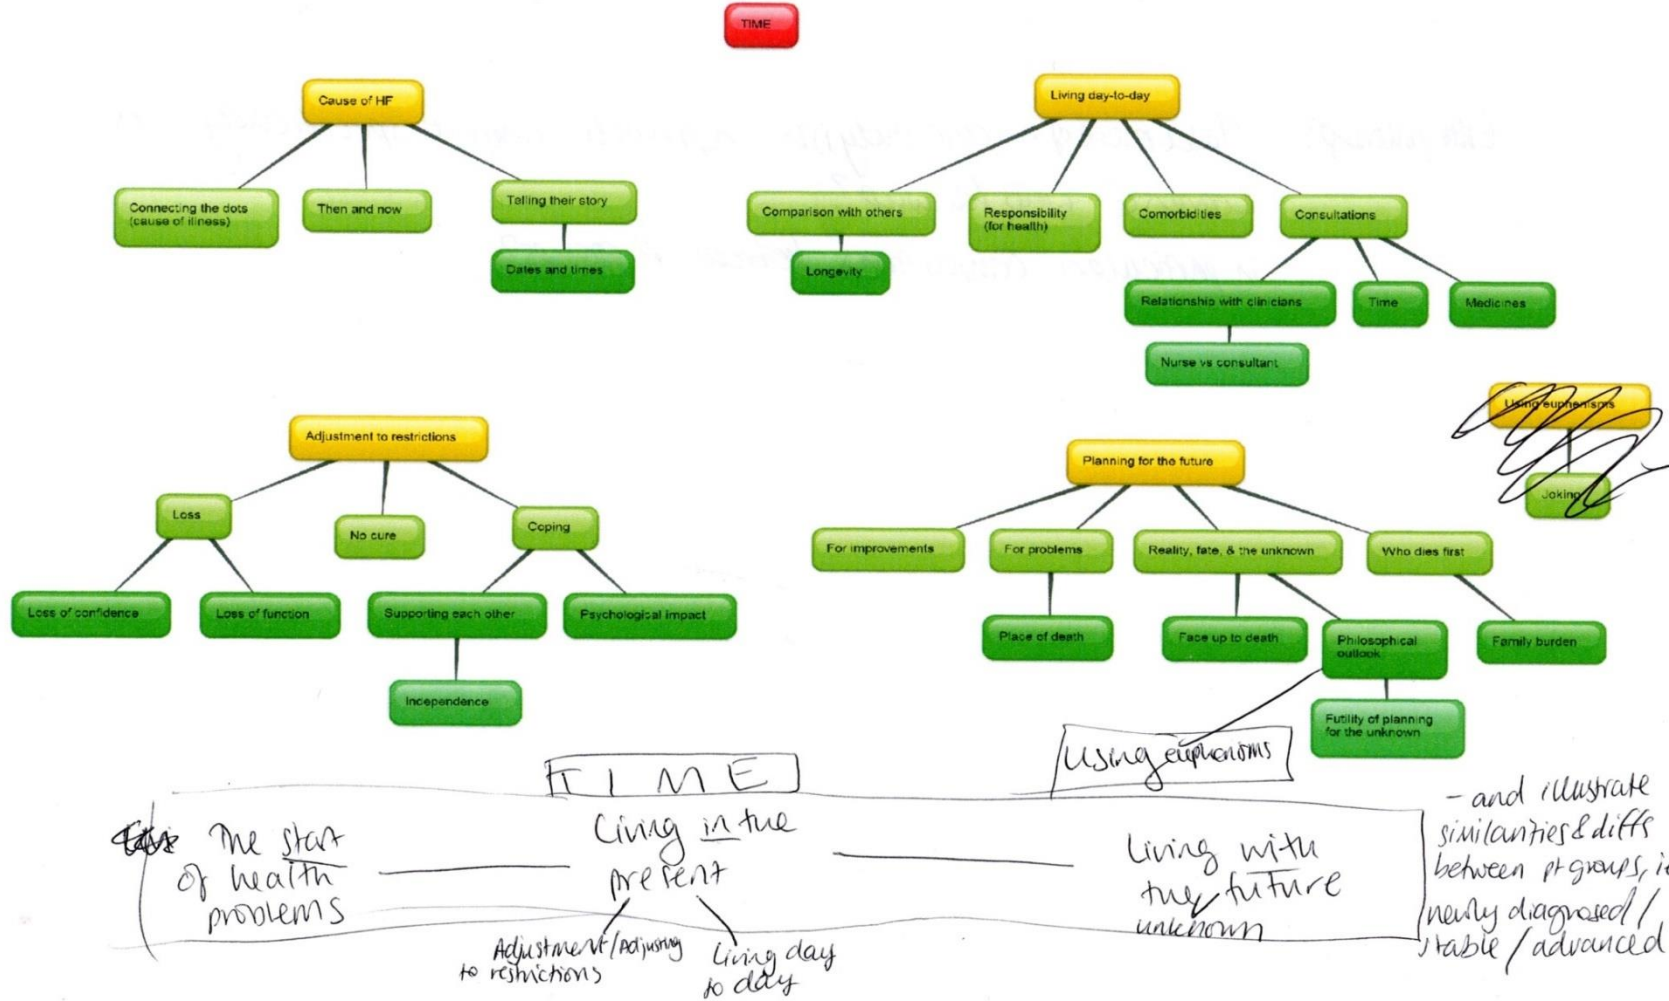 TIME
Cause of HF
Connecting the dots
(cause of illness)
Then and now
Telling their story
Dates and times
Living day-to-day
Comparison with others
Longevity
Responsibility
(for health)
Comorbidities
Consultations
Relationship with clinicians
Time
Medicines
Nurse vs consultant
Adjustment to restrictions
Loss
No cure
Coping
Loss of confidence
Loss of function
Supporting each other
Psychological impact
Independence
Planning for the future
For improvements
For problems
Reality, fate, & the unknown
Who dies first
Place of death
Face up to death
Philosophical
outlook
Family burden
Futility of planning
for the unknown
Using euphenisms
Joking
Using euphenisms
TIME
The start
of health
problems
Living in the
present
Adjustment/Adjusting
to restrictions
Living day
to day
Living with
the future
unknown
- and illustrate
similarities & diffs
between pt groups, ie
newly diagnosed/
stable/advanced